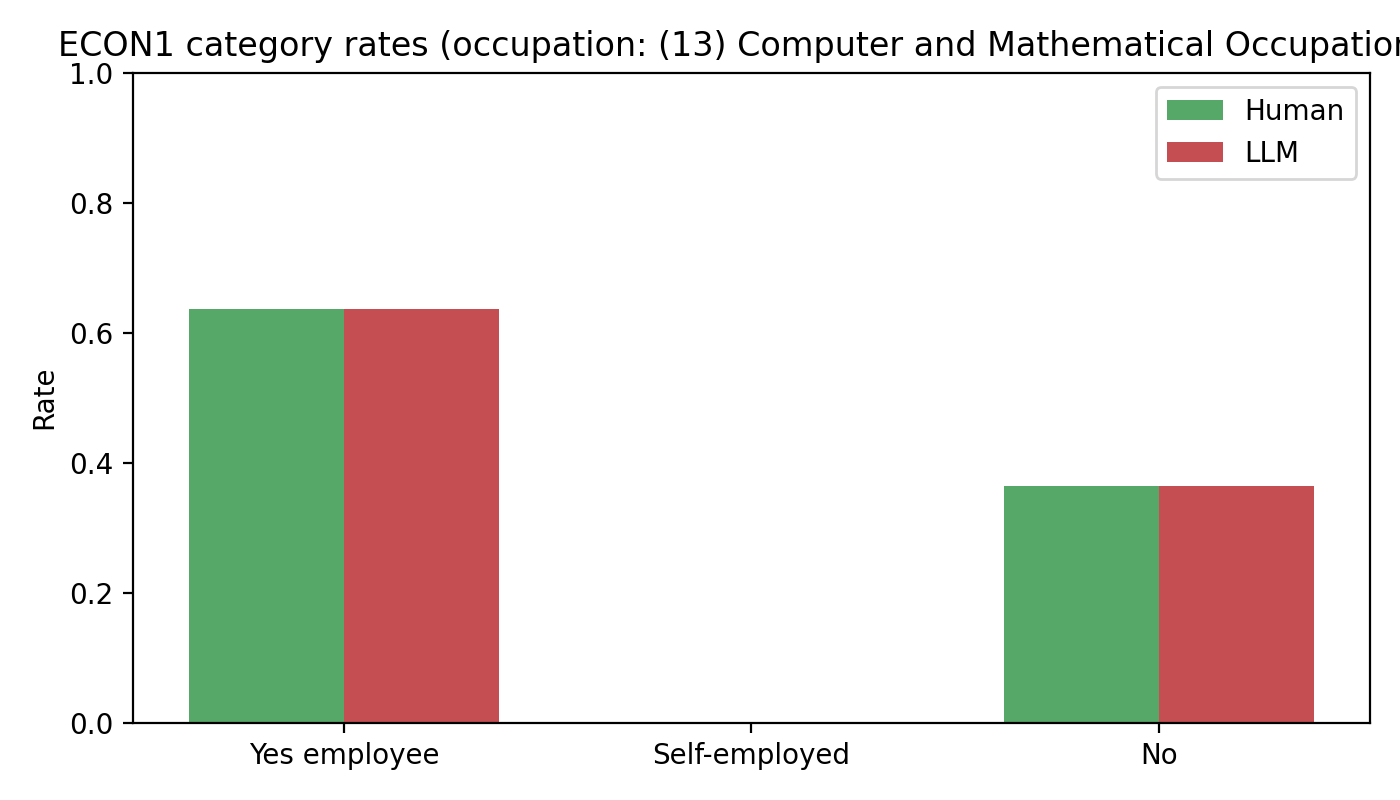 ECON1 category rates (occupation: (13) Computer and Mathematical Occupation
1.0
Human
LLM
0.8
0.6
Rate
0.4
0.2
0.0
Yes employee
Self-employed
No